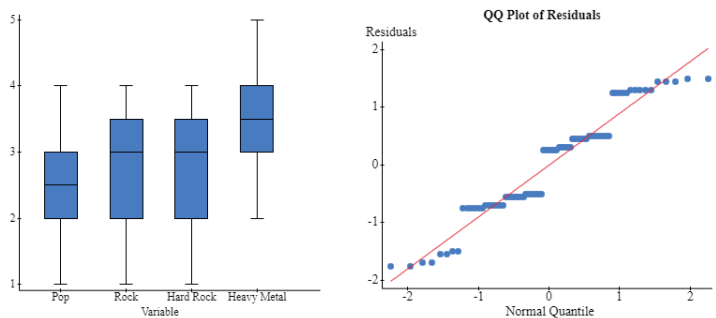 5
4
3
2
1
Pop Rock Hard Rock Heavy Metal
Variable
QQ Plot of Residuals
Residuals
2
1
0
-1
-2
-2 -1 0 1 2
Normal Quantile